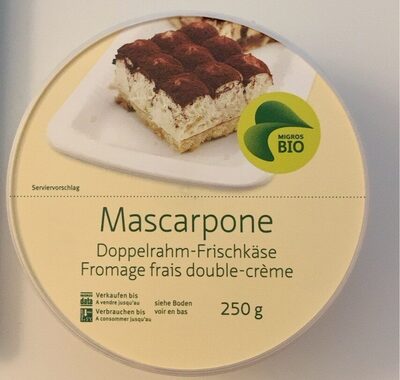 MIGROS
BIO
Serviervorschlag
Mascarpone
Doppelrahm-Frischkäse
Fromage frais double-crème
data Verkaufen bis
A vendre jusqu'au
Verbrauchen bis
A consommer jusqu'au
siehe Boden
voir en bas
250 g